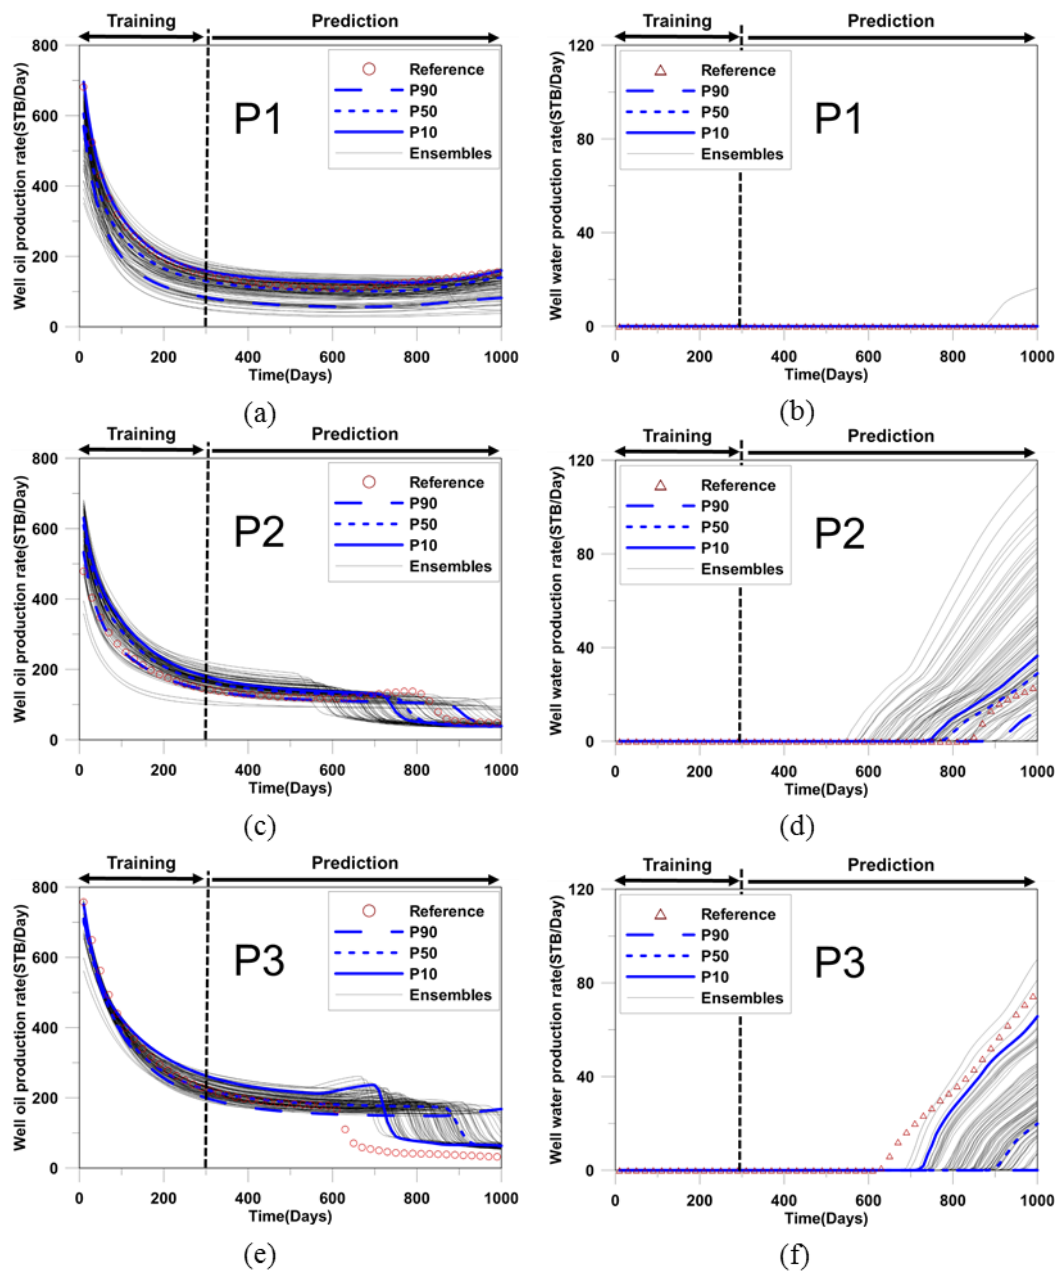 Training Prediction
800
600
400
200
0
Well oil production rate(STB/Day)
Reference
P90
P50
P10
Ensembles
P1
0 200 400 600 800 1000
Time(Days)
(a)
Training Prediction
120
80
40
0
Well water production rate(STB/Day)
Reference
P90
P50
P10
Ensembles
P1
0 200 400 600 800 1000
Time(Days)
(b)
Training Prediction
800
600
400
200
0
Well oil production rate(STB/Day)
Reference
P90
P50
P10
Ensembles
P2
0 200 400 600 800 1000
Time(Days)
(c)
Training Prediction
120
80
40
0
Well water production rate(STB/Day)
Reference
P90
P50
P10
Ensembles
P2
0 200 400 600 800 1000
Time(Days)
(d)
Training Prediction
800
600
400
200
0
Well oil production rate(STB/Day)
Reference
P90
P50
P10
Ensembles
P3
0 200 400 600 800 1000
Time(Days)
(e)
Training Prediction
120
80
40
0
Well water production rate(STB/Day)
Reference
P90
P50
P10
Ensembles
P3
0 200 400 600 800 1000
Time(Days)
(f)